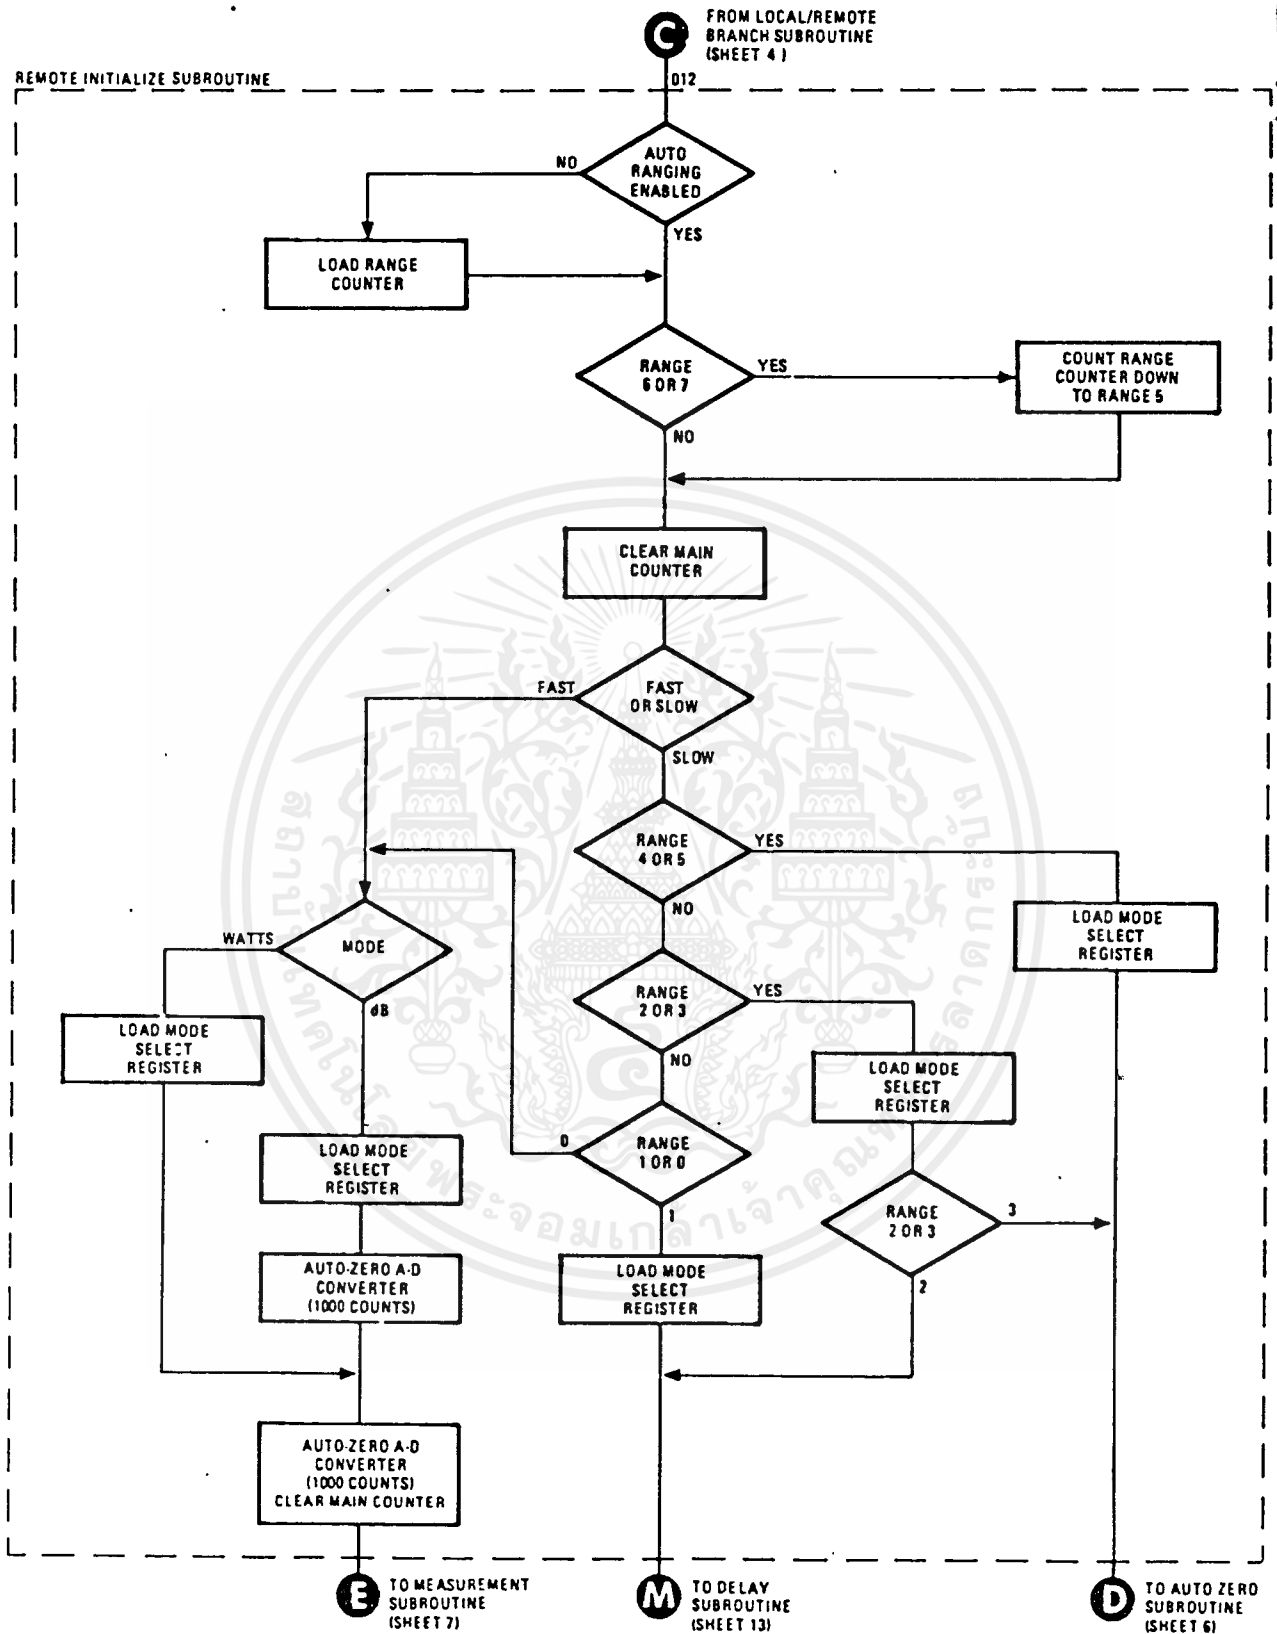 C
FROM LOCAL/REMOTE
BRANCH SUBROUTINE
(SHEET 4)
REMOTE INITIALIZE SUBROUTINE
012
AUTO
RANGING
ENABLED
NO
YES
LOAD RANGE
COUNTER
RANGE
6 OR 7
YES
NO
COUNT RANGE
COUNTER DOWN
TO RANGE 5
CLEAR MAIN
COUNTER
FAST
OR SLOW
FAST
SLOW
RANGE
4 OR 5
YES
NO
LOAD MODE
SELECT
REGISTER
MODE
WATTS
dB
RANGE
2 OR 3
YES
NO
LOAD MODE
SELECT
REGISTER
LOAD MODE
SELECT
REGISTER
LOAD MODE
SELECT
REGISTER
RANGE
1 OR 0
0
1
RANGE
2 OR 3
3
2
AUTO-ZERO A-D
CONVERTER
(1000 COUNTS)
LOAD MODE
SELECT
REGISTER
AUTO-ZERO A-D
CONVERTER
(1000 COUNTS)
CLEAR MAIN COUNTER
E
TO MEASUREMENT
SUBROUTINE
(SHEET 7)
M
TO DELAY
SUBROUTINE
(SHEET 13)
D
TO AUTO ZERO
SUBROUTINE
(SHEET 6)